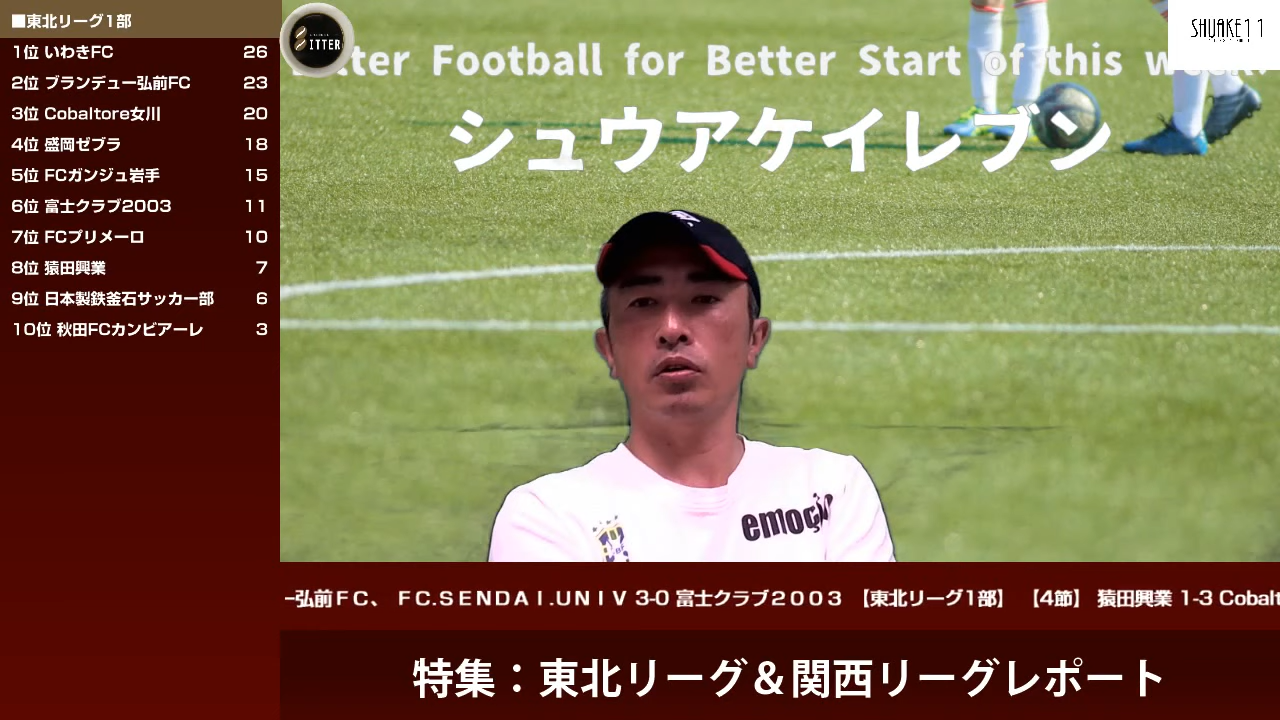 ■東北リーグ1部
1位 いわきFC 26
2位 ブランデュー弘前FC 23
3位 Cobaltore女川 20
4位 盛岡ゼブラ 18
5位 FCガンジュ岩手 15
6位 富士クラブ2003 11
7位 FCプリメーロ 10
8位 猿田興業 7
9位 日本製鉄釜石サッカー部 6
10位 秋田FCカンビアーレ 3
ITTER
Football for Better Start of this
SHUAKE11
シュウアケイレブン
emoção
ー弘前FC、 FC.SENDAI.UNIV 3-0 富士クラブ2003 【東北リーグ1部】 【4節】 猿田興業 1-3 Cobalt
特集：東北リーグ＆関西リーグレポート